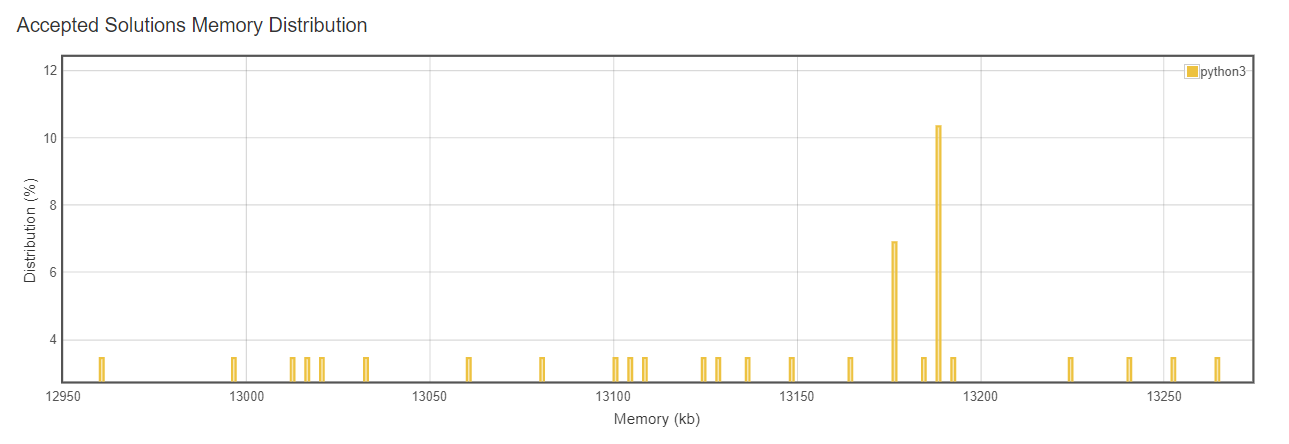 Accepted Solutions Memory Distribution
python3
12
10
8
6
4
Distribution (%)
12950 13000 13050 13100 13150 13200 13250
Memory (kb)